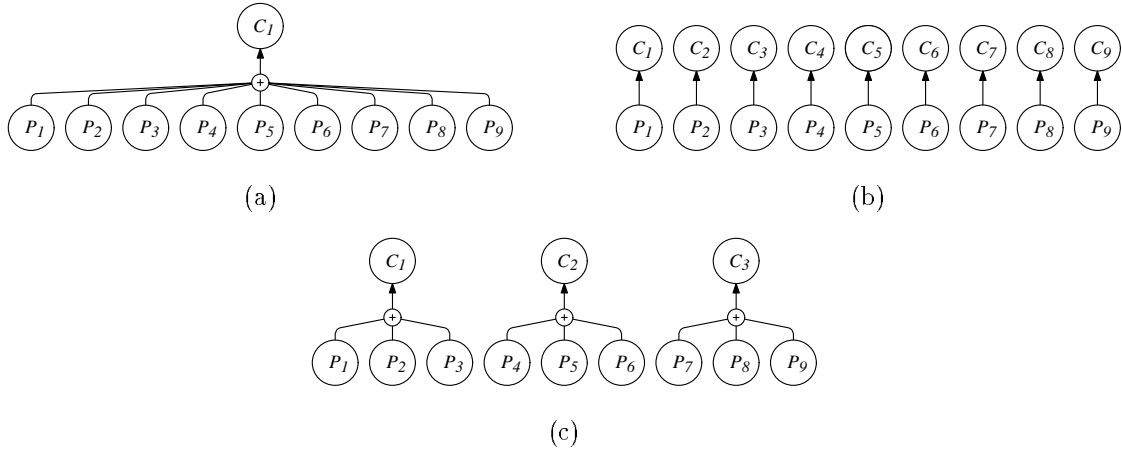 C1
C1 C2 C3 C4 C5 C6 C7 C8 C9
+
P1 P2 P3 P4 P5 P6 P7 P8 P9
P1 P2 P3 P4 P5 P6 P7 P8 P9
(a)
(b)
C1 C2 C3
+ + +
P1 P2 P3 P4 P5 P6 P7 P8 P9
(c)